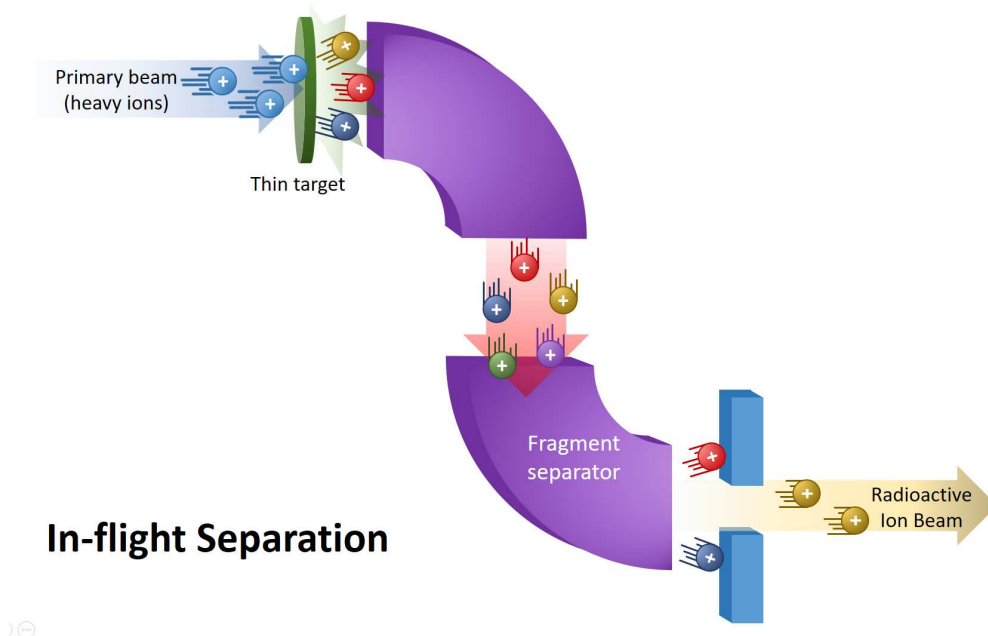 Primary beam
(heavy ions)
Thin target
Fragment
separator
Radioactive
Ion Beam
In-flight Separation